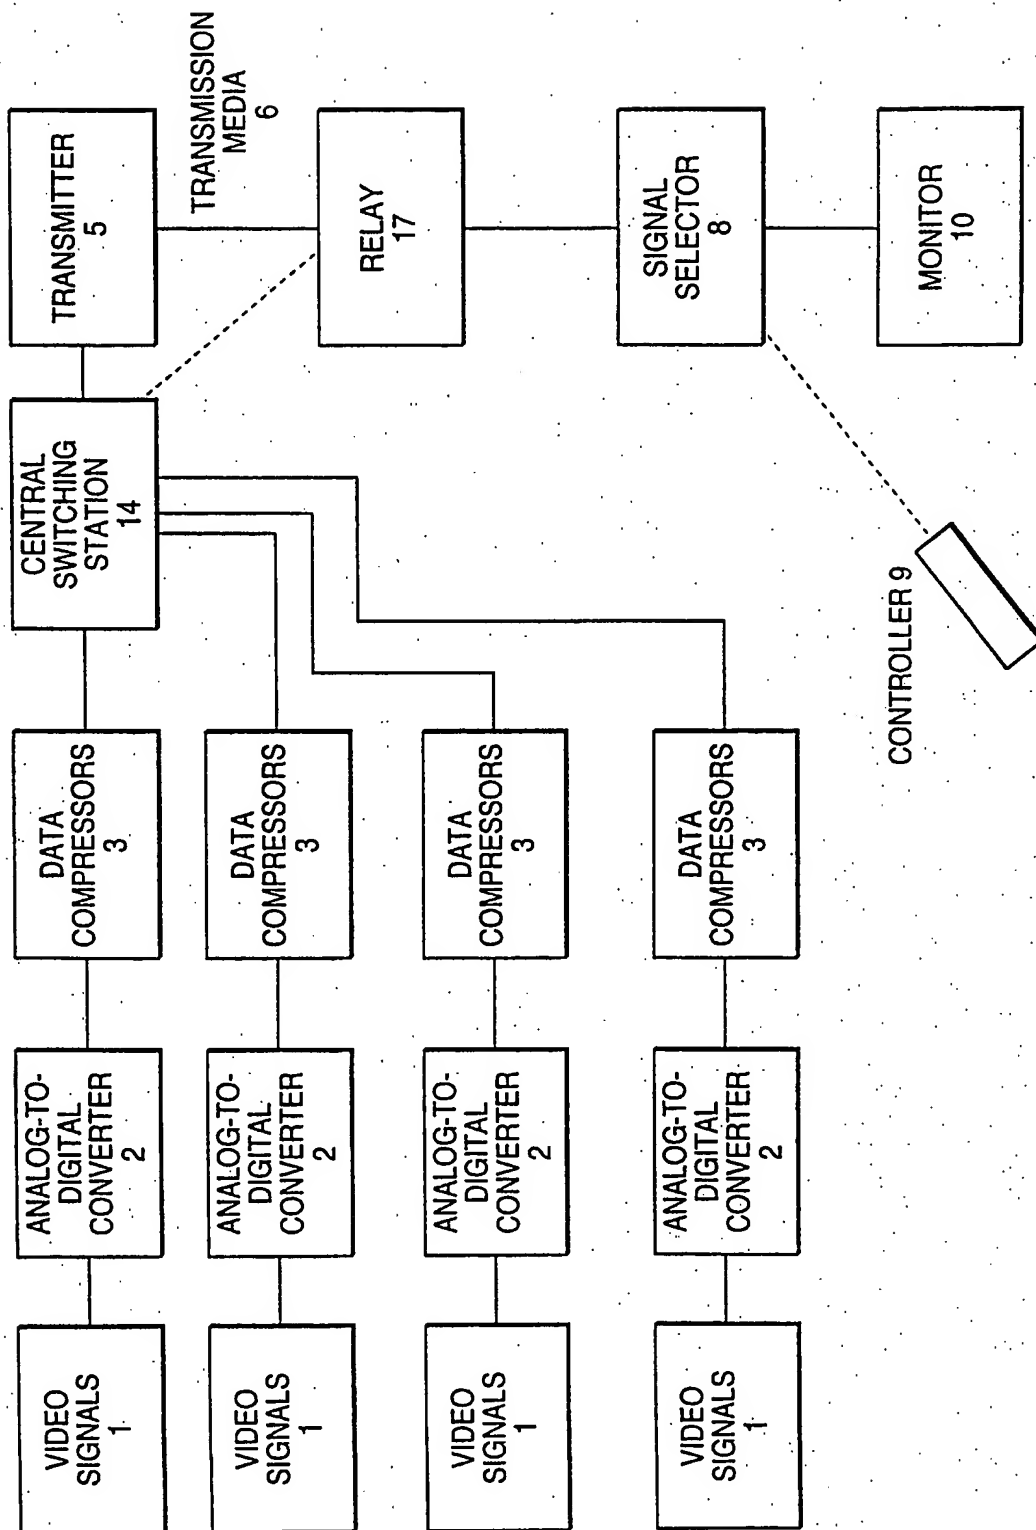 VIDEO
SIGNALS
1
ANALOG-TO-
DIGITAL
CONVERTER
2
DATA
COMPRESSORS
3
CENTRAL
SWITCHING
STATION
14
TRANSMITTER
5
VIDEO
SIGNALS
1
ANALOG-TO-
DIGITAL
CONVERTER
2
DATA
COMPRESSORS
3
TRANSMISSION
MEDIA
6
VIDEO
SIGNALS
1
ANALOG-TO-
DIGITAL
CONVERTER
2
DATA
COMPRESSORS
3
RELAY
17
VIDEO
SIGNALS
1
ANALOG-TO-
DIGITAL
CONVERTER
2
DATA
COMPRESSORS
3
SIGNAL
SELECTOR
8
CONTROLLER 9
MONITOR
10